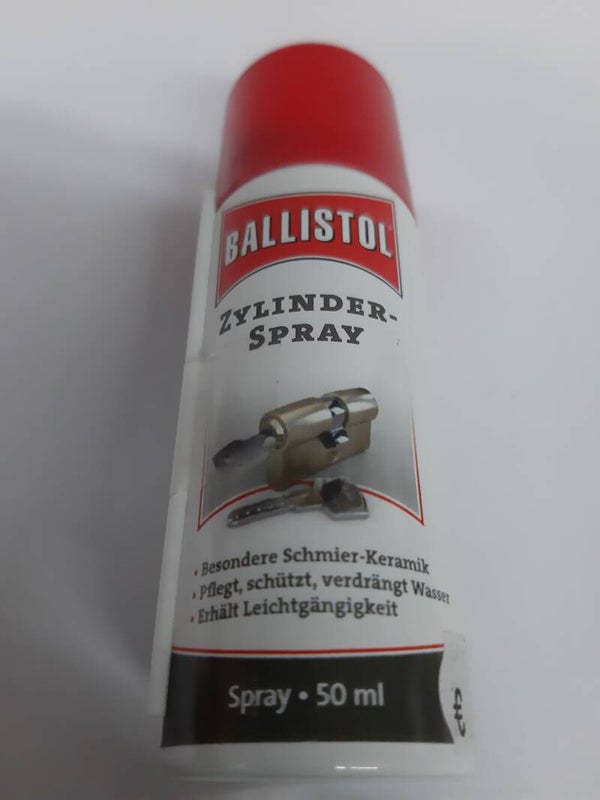 BALLISTOL
ZYLINDER-
SPRAY
• Besondere Schmier-Keramik
• Pflegt, schützt, verdrängt Wasser
• Erhält Leichtgängigkeit
Spray • 50 ml